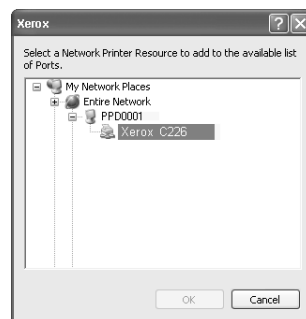 Xerox
Select a Network Printer Resource to add to the available list
of Ports.
My Network Places
Entire Network
PPD0001
Xerox C226
OK
Cancel